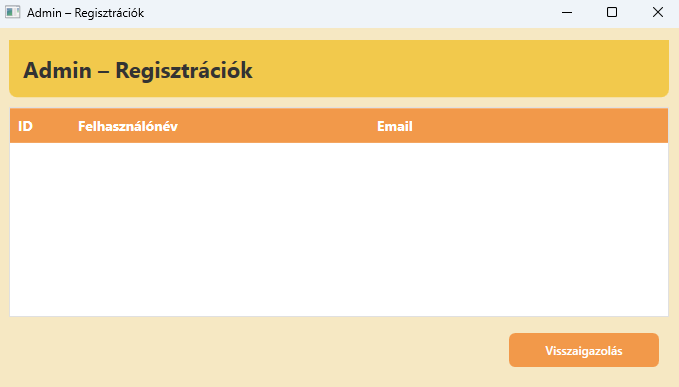 Admin – Regisztrációk
Admin – Regisztrációk
ID Felhasználónév Email
Visszaigazolás